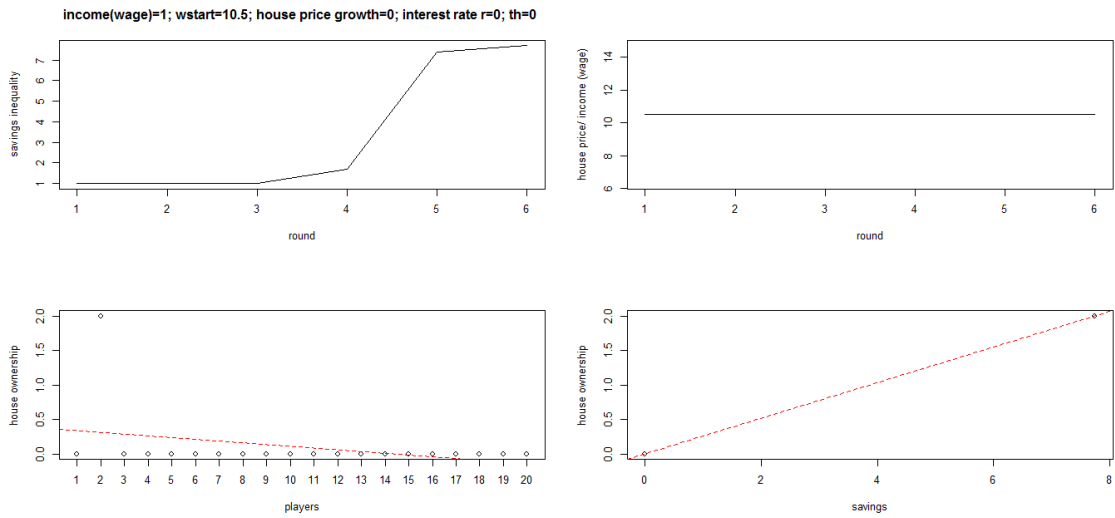 income(wage)=1; wstart=10.5; house price growth=0; interest rate r=0; th=0
savings inequality
7
6
5
4
3
2
1
1 2 3 4 5 6
round
house price/ income (wage)
14
12
10
8
6
1 2 3 4 5 6
round
house ownership
2.0
1.5
1.0
0.5
0.0
1 2 3 4 5 6 7 8 9 10 11 12 13 14 15 16 17 18 19 20
players
house ownership
2.0
1.5
1.0
0.5
0.0
0 2 4 6 8
savings